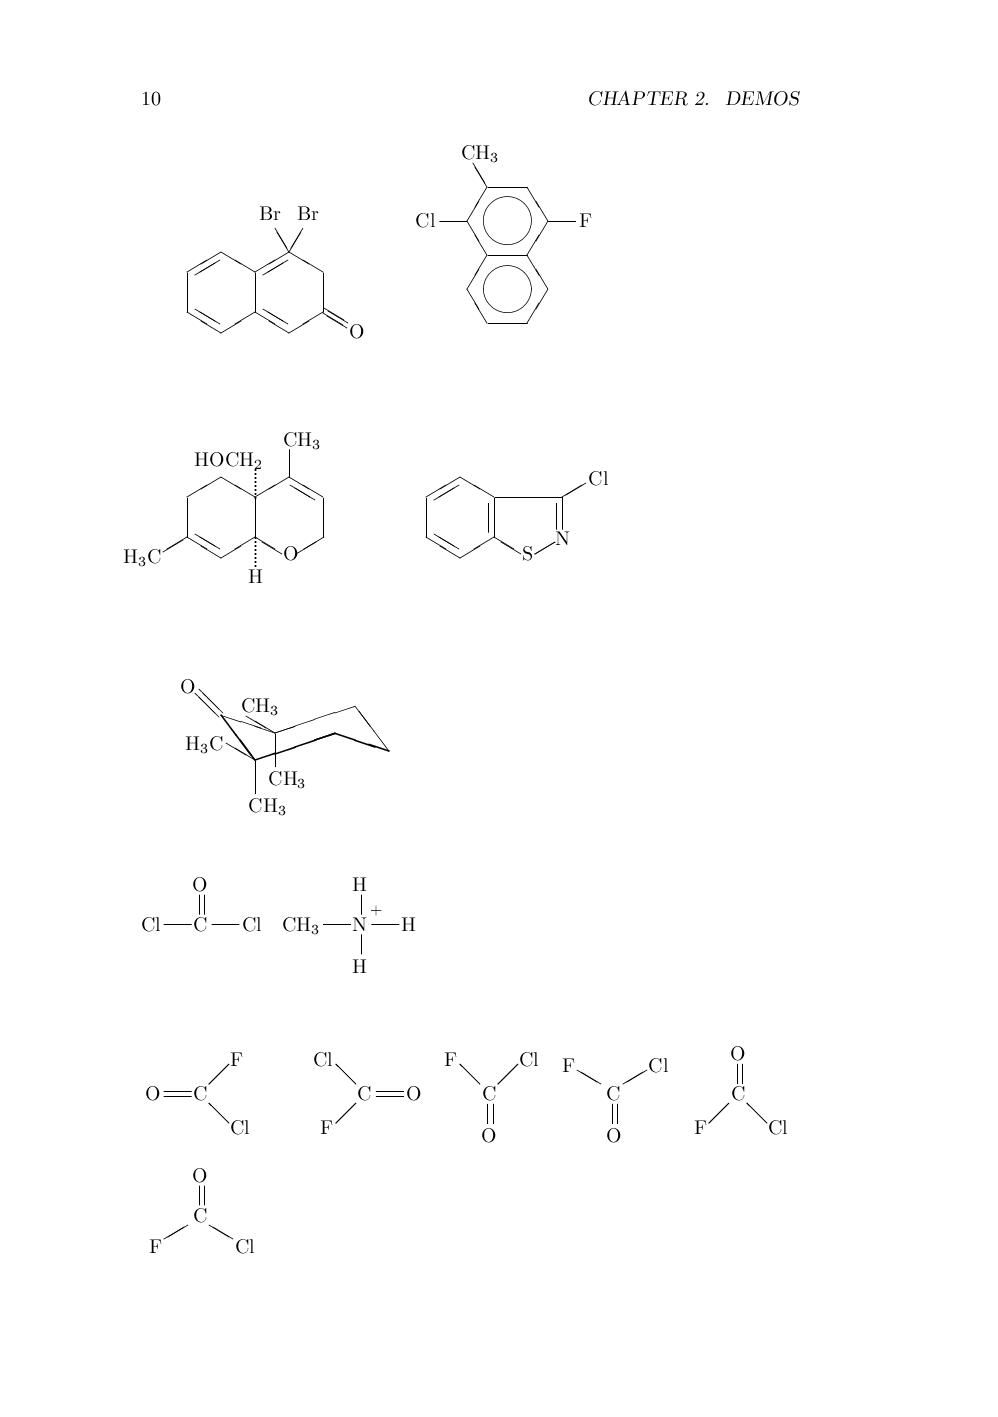 10 CHAPTER 2. DEMOS
CH3
Br Br
Cl F
O
CH3
HOCH2
Cl
H3C O S N
H
O
CH3
H3C
CH3
CH3
O H
Cl C Cl CH3 N + H
H
F Cl F Cl F Cl O
O C C O C C C
Cl F O O F Cl
O
C
F Cl